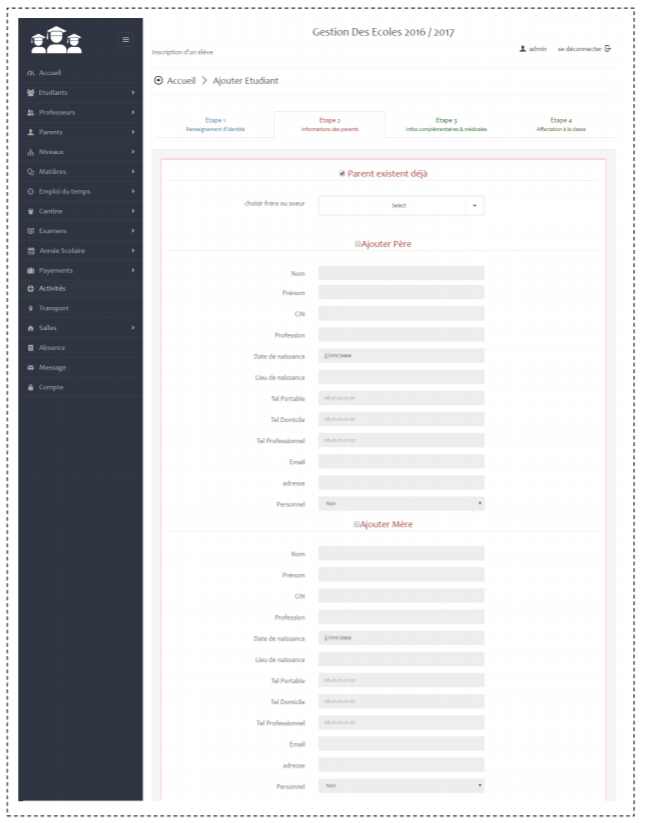 Gestion Des Ecoles 2016 / 2017
Inscription d'un élève
admin se déconnecter
Accueil > Ajouter Etudiant
Accueil
Etudiants
Professeurs
Parents
Niveaux
Matières
Emploi du temps
Cantine
Examens
Année Scolaire
Payements
Activités
Transport
Salles
Absence
Message
Compte
Etape 1
Renseignement d'identité
Etape 2
Informations des parents
Etape 3
Infos complémentaires & médicales
Etape 4
Affectation à la classe
Parent existent déjà
choisir frère ou soeur Select
Ajouter Père
Nom
Prénom
CIN
Profession
Date de naissance jj/mm/aaaa
Lieu de naissance
Tel Portable
Tel Domicile
Tel Professionnel
Email
adresse
Personnel Non
Ajouter Mère
Nom
Prénom
CIN
Profession
Date de naissance jj/mm/aaaa
Lieu de naissance
Tel Portable
Tel Domicile
Tel Professionnel
Email
adresse
Personnel Non